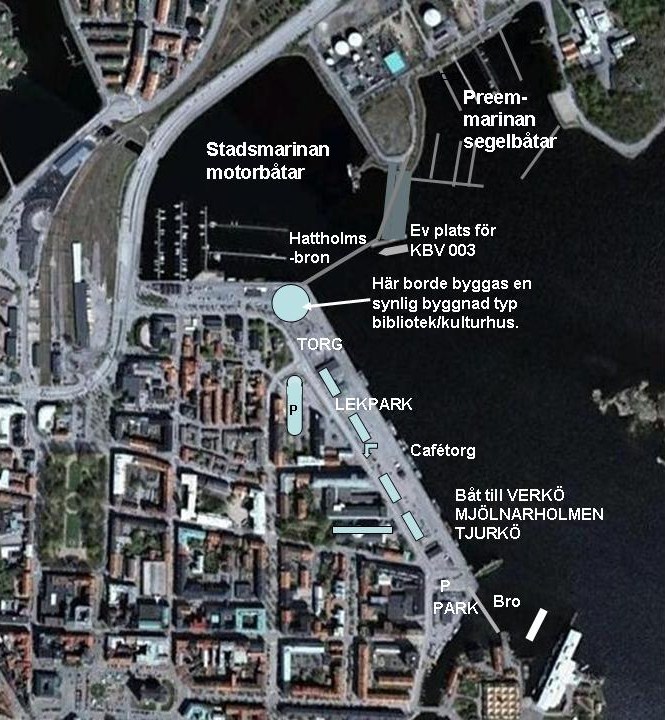 Preem-
marinan
segelbåtar
Stadsmarinan
motorbåtar
Hattholms
-bron
Ev plats för
KBV 003
Här borde byggas en
synlig byggnad typ
bibliotek/kulturhus.
TORG
P
LEKPARK
Cafétorg
Båt till VERKÖ
MJÖLNARHOLMEN
TJURKÖ
P
PARK
Bro